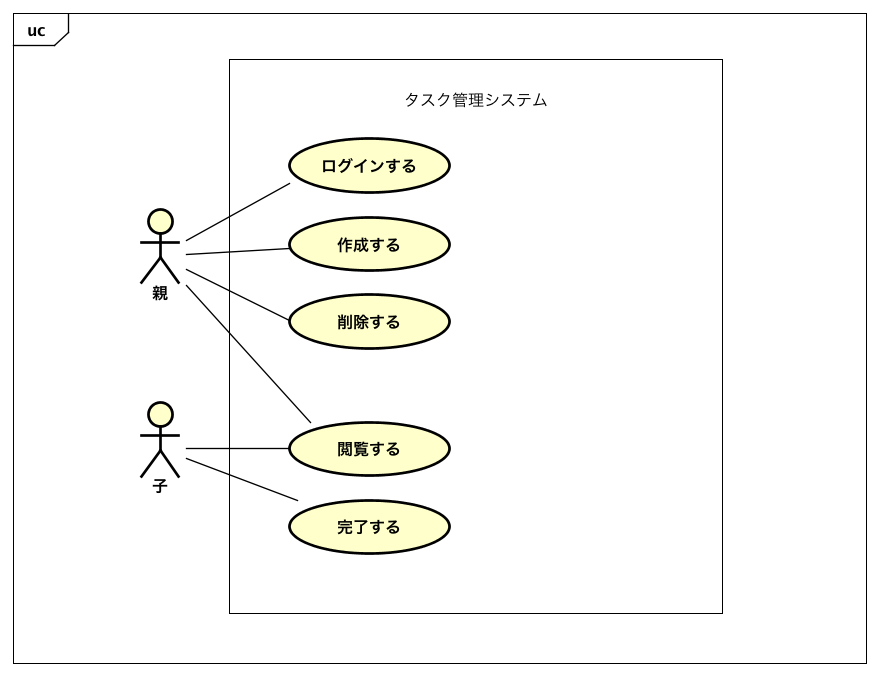 uc
タスク管理システム
ログインする
作成する
削除する
親
閲覧する
子
完了する